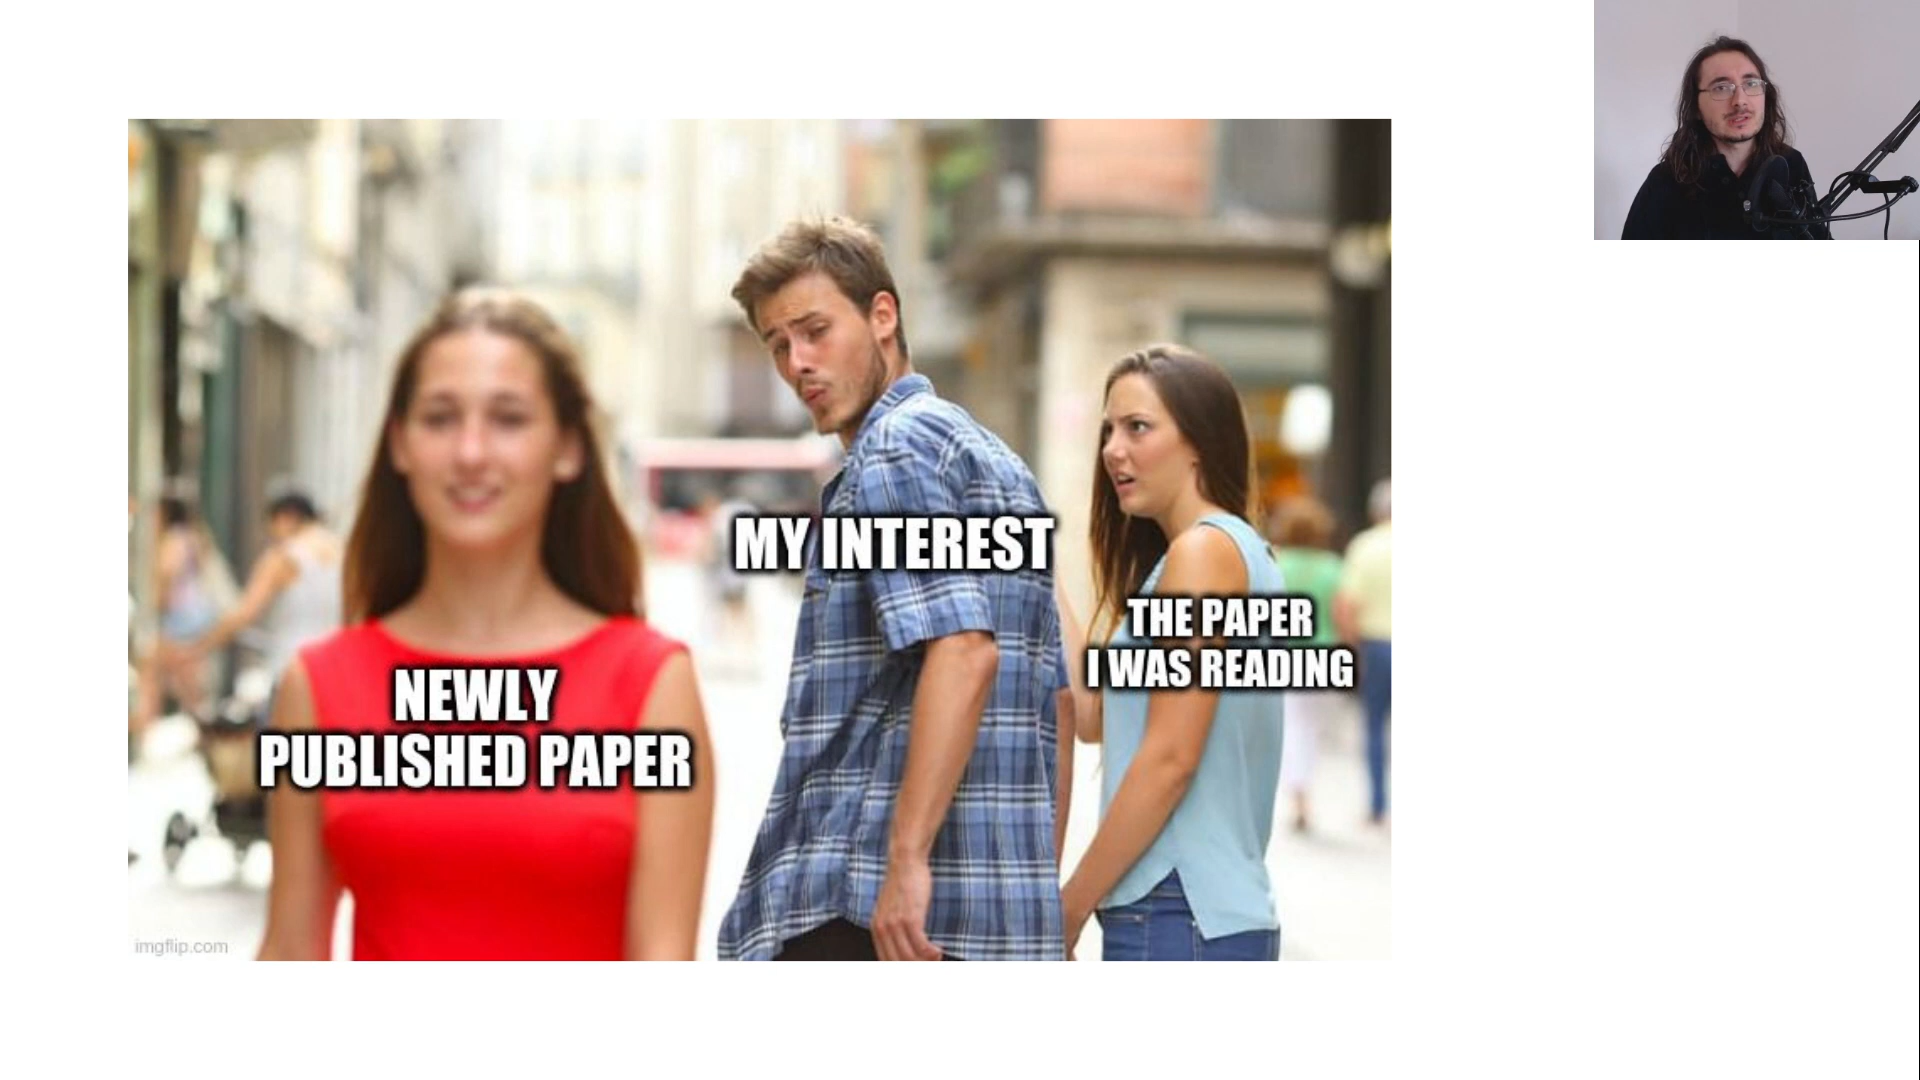 MY INTEREST
THE PAPER
I WAS READING
NEWLY
PUBLISHED PAPER
imgflip.com